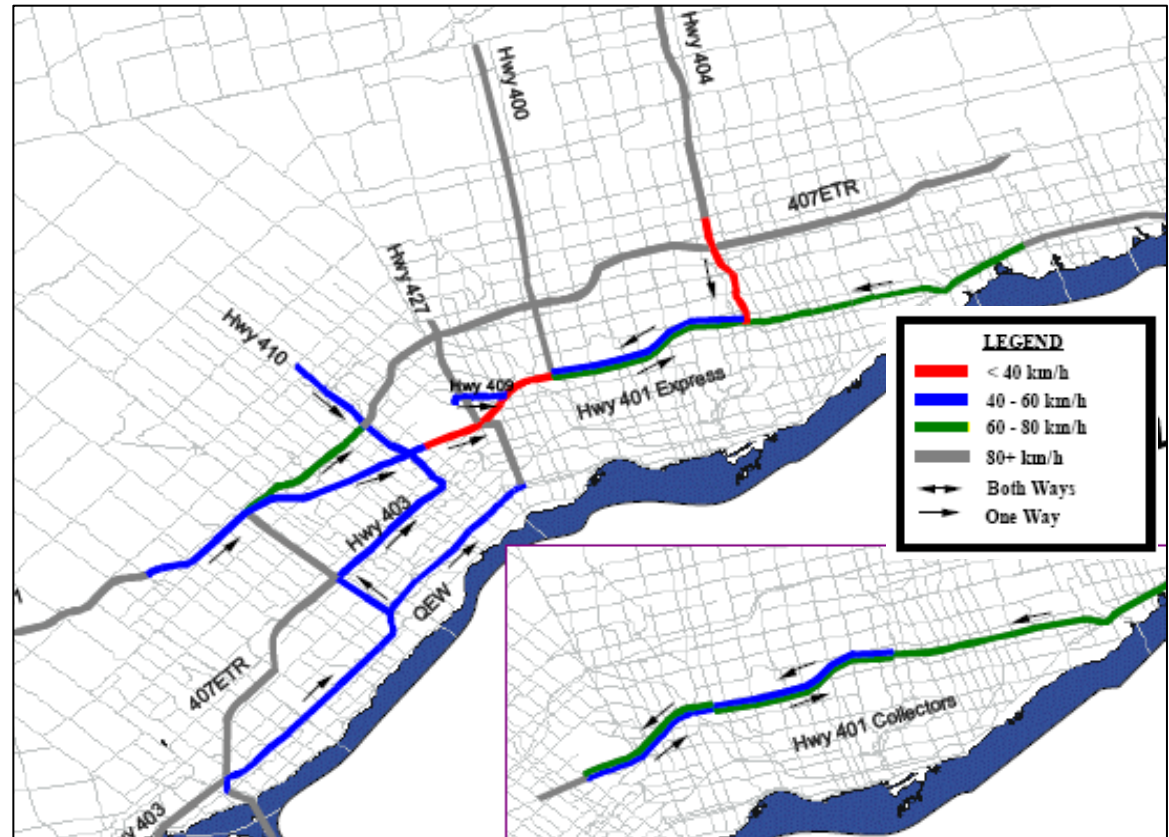 Hwy 400
Hwy 404
407ETR
Hwy 427
Hwy 410
Hwy 409
Hwy 401 Express
Hwy 403
QEW
407ETR
LEGEND
< 40 km/h
40 - 60 km/h
60 - 80 km/h
80+ km/h
Both Ways
One Way
Hwy 401 Collectors
403